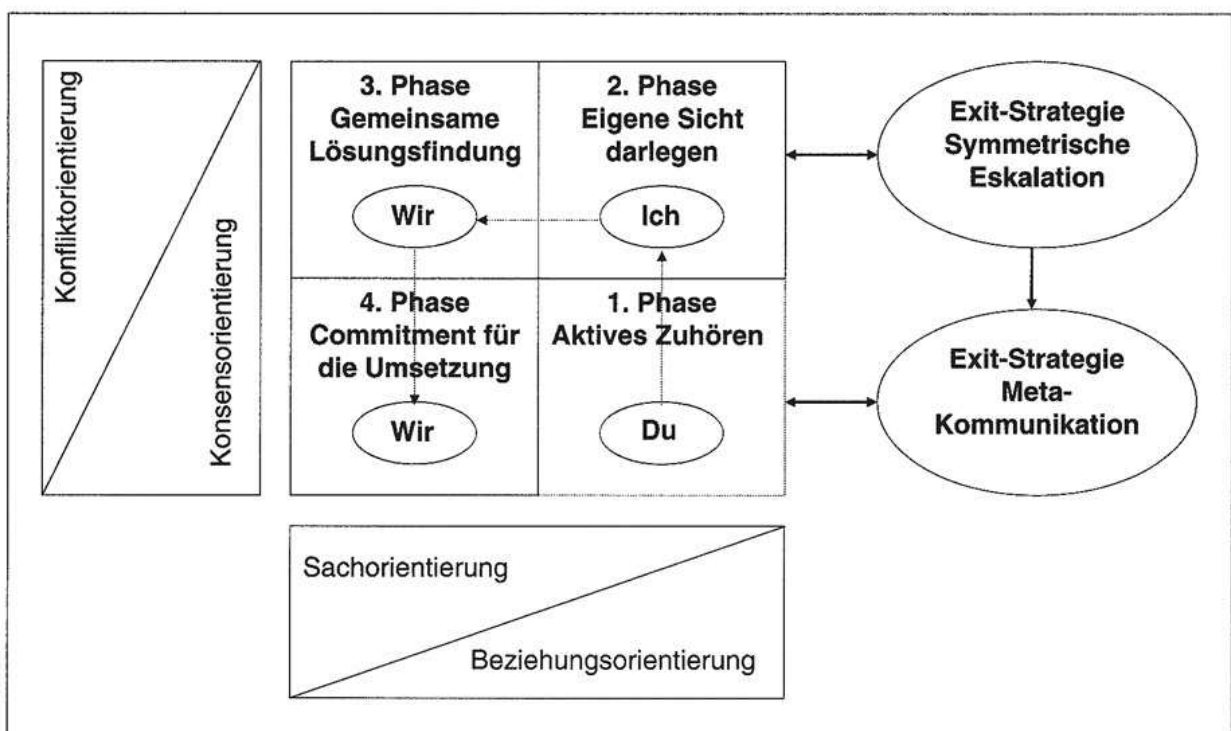 Konfliktorientierung
Konsensorientierung
3. Phase
Gemeinsame
Lösungsfindung
Wir
2. Phase
Eigene Sicht
darlegen
Ich
4. Phase
Commitment für
die Umsetzung
Wir
1. Phase
Aktives Zuhören
Du
Exit-Strategie
Symmetrische
Eskalation
Exit-Strategie
Meta-
Kommunikation
Sachorientierung
Beziehungsorientierung